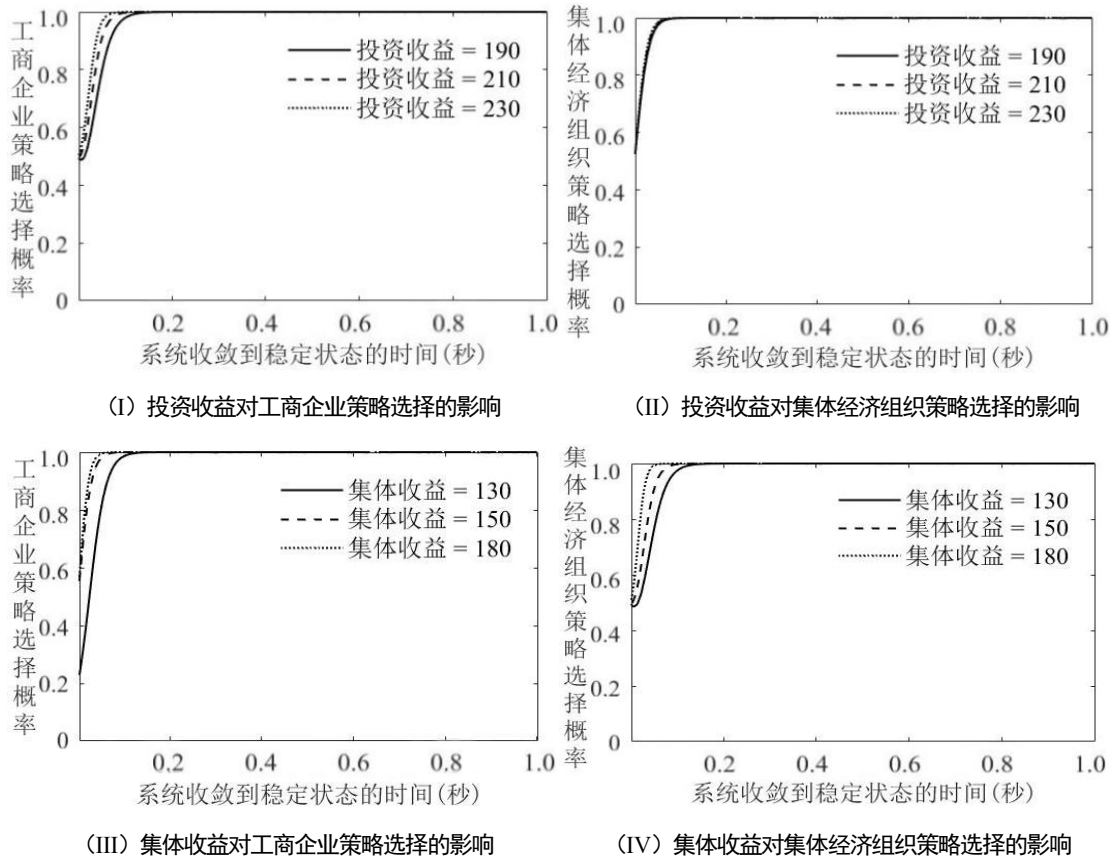 工商企业策略选择概率
1.0
0.8
0.6
0.4
0.2
0
投资收益 = 190
投资收益 = 210
投资收益 = 230
0.2 0.4 0.6 0.8 1.0
系统收敛到稳定状态的时间(秒)
(I) 投资收益对工商企业策略选择的影响
集体经济组织策略选择概率
1.0
0.8
0.6
0.4
0.2
0
投资收益 = 190
投资收益 = 210
投资收益 = 230
0.2 0.4 0.6 0.8 1.0
系统收敛到稳定状态的时间(秒)
(II) 投资收益对集体经济组织策略选择的影响
工商企业策略选择概率
1.0
0.8
0.6
0.4
0.2
0
集体收益 = 130
集体收益 = 150
集体收益 = 180
0.2 0.4 0.6 0.8 1.0
系统收敛到稳定状态的时间(秒)
(III) 集体收益对工商企业策略选择的影响
集体经济组织策略选择概率
1.0
0.8
0.6
0.4
0.2
0
集体收益 = 130
集体收益 = 150
集体收益 = 180
0.2 0.4 0.6 0.8 1.0
系统收敛到稳定状态的时间(秒)
(IV) 集体收益对集体经济组织策略选择的影响